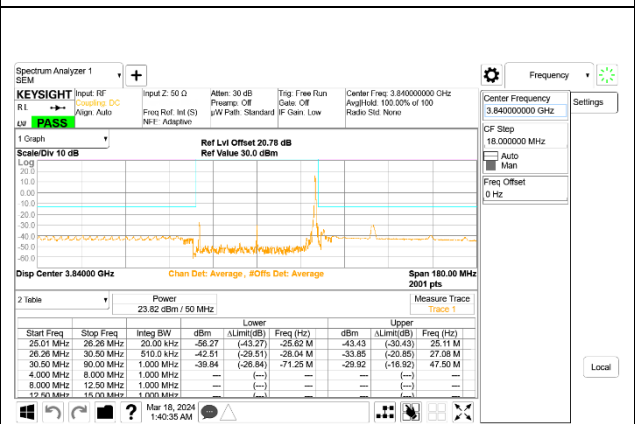 Spectrum Analyzer 1
SEM
+
Frequency
KEYSIGHT Input: RF Input Z: 50 Ω Atten: 30 dB Trig: Free Run Center Freq: 3.840000000 GHz
RL Coupling: DC Preamp: Off Gate: Off Avg|Hold: 100.00% of 100
Align: Auto Freq Ref: Int (S) µW Path: Standard IF Gain: Low Radio Std: None
PASS NFE: Adaptive
Center Frequency
3.840000000 GHz
Settings
CF Step
18.000000 MHz
Auto
Man
Freq Offset
0 Hz
1 Graph
Ref Lvl Offset 20.78 dB
Scale/Div 10 dB Ref Value 30.0 dBm
Log
20.0
10.0
0.00
-10.0
-20.0
-30.0
-40.0
-50.0
-60.0
Disp Center 3.84000 GHz Chan Det: Average, #Offs Det: Average Span 180.00 MHz
2001 pts
2 Table Power Measure Trace
23.82 dBm / 50 MHz Trace 1
Lower Upper
Start Freq Stop Freq Integ BW dBm ΔLimit(dB) Freq (Hz) dBm ΔLimit(dB) Freq (Hz)
25.01 MHz 26.26 MHz 20.00 kHz -56.27 (-43.27) -25.62 M -43.43 (-30.43) 25.11 M
26.26 MHz 30.50 MHz 510.0 kHz -42.51 (-29.51) -28.04 M -33.85 (-20.85) 27.08 M
30.50 MHz 90.00 MHz 1.000 MHz -39.84 (-26.84) -71.25 M -29.92 (-16.92) 47.50 M
4.000 MHz 8.000 MHz 1.000 MHz --- (---) --- --- (---) ---
8.000 MHz 12.50 MHz 1.000 MHz --- (---) --- --- (---) ---
12.50 MHz 15.00 MHz 1.000 MHz --- (---) --- --- (---) ---
Local
? Mar 18, 2024
1:40:35 AM